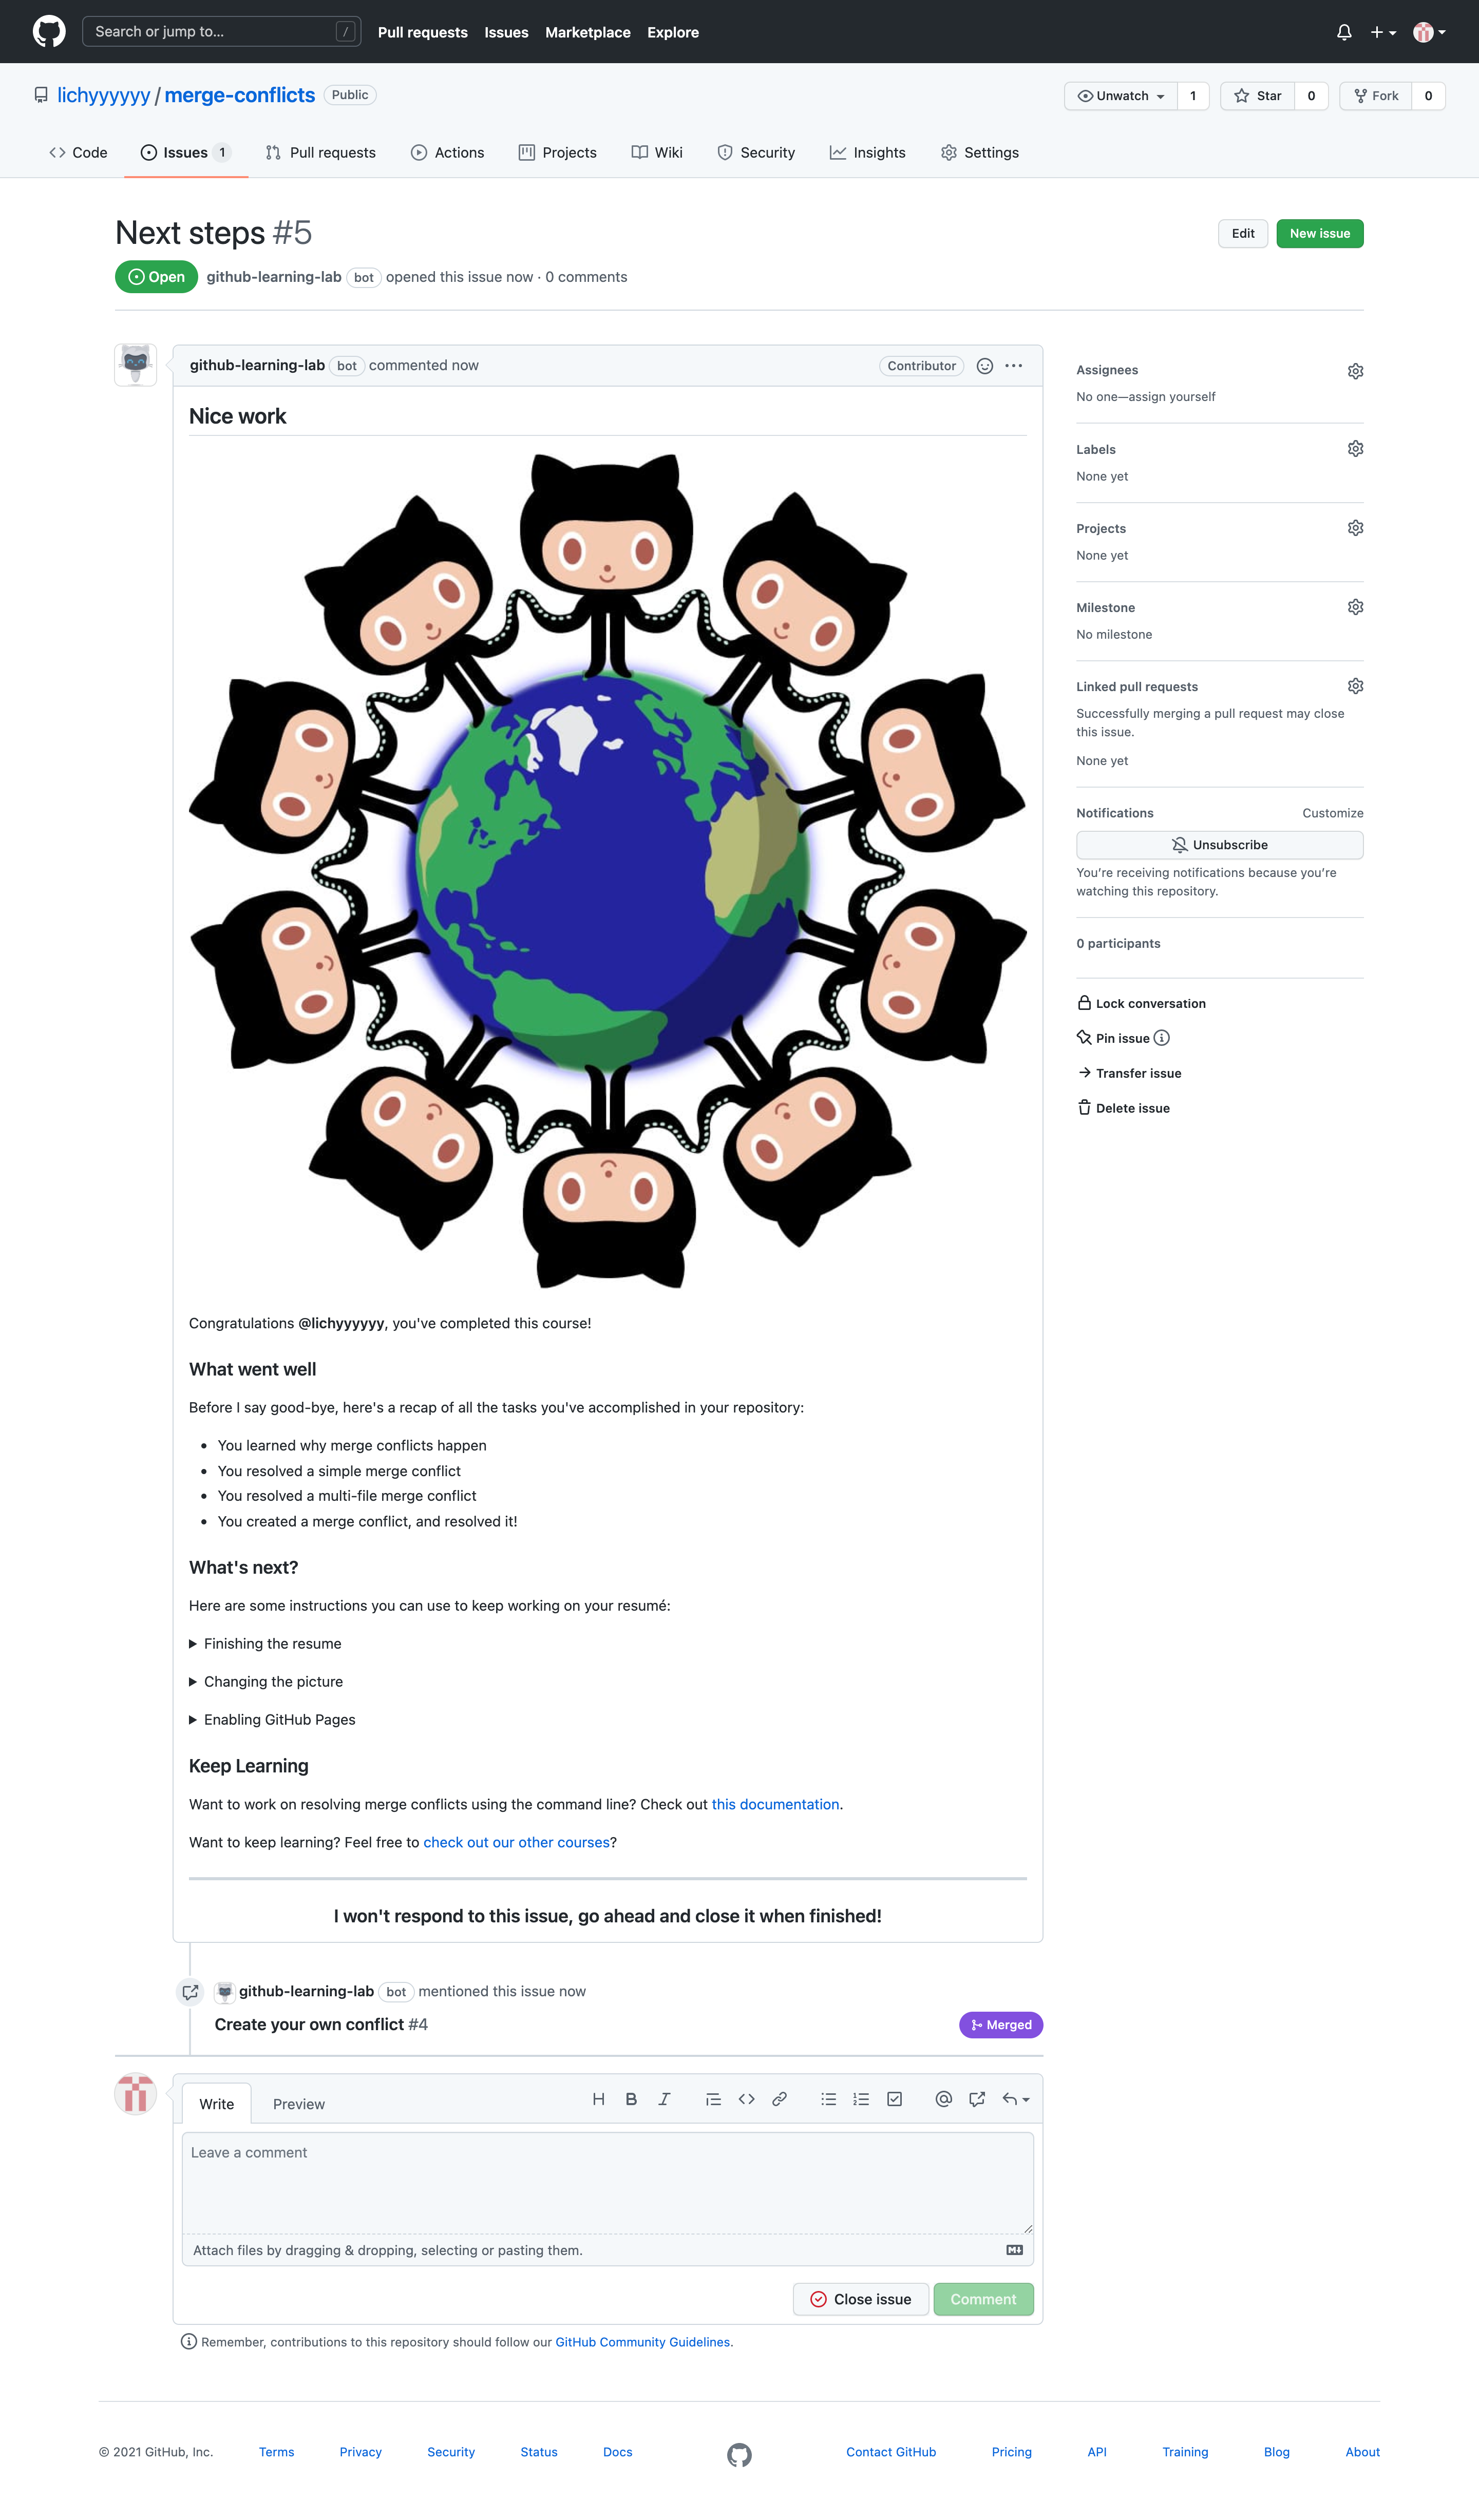 Search or jump to... /
Pull requests Issues Marketplace Explore
lichyyyyyy / merge-conflicts Public
Unwatch 1 Star 0 Fork 0
Code Issues 1 Pull requests Actions Projects Wiki Security Insights Settings
Next steps #5
Edit New issue
Open github-learning-lab bot opened this issue now · 0 comments
github-learning-lab bot commented now Contributor
Nice work
Congratulations @lichyyyyyy, you've completed this course!
What went well
Before I say good-bye, here's a recap of all the tasks you've accomplished in your repository:
• You learned why merge conflicts happen
• You resolved a simple merge conflict
• You resolved a multi-file merge conflict
• You created a merge conflict, and resolved it!
What's next?
Here are some instructions you can use to keep working on your resumé:
Finishing the resume
Changing the picture
Enabling GitHub Pages
Keep Learning
Want to work on resolving merge conflicts using the command line? Check out this documentation.
Want to keep learning? Feel free to check out our other courses?
I won't respond to this issue, go ahead and close it when finished!
github-learning-lab bot mentioned this issue now
Create your own conflict #4
Merged
Write Preview
Leave a comment
Attach files by dragging & dropping, selecting or pasting them.
Close issue Comment
Remember, contributions to this repository should follow our GitHub Community Guidelines.
Assignees
No one—assign yourself
Labels
None yet
Projects
None yet
Milestone
No milestone
Linked pull requests
Successfully merging a pull request may close
this issue.
None yet
Notifications Customize
Unsubscribe
You're receiving notifications because you're
watching this repository.
0 participants
Lock conversation
Pin issue
Transfer issue
Delete issue
© 2021 GitHub, Inc. Terms Privacy Security Status Docs Contact GitHub Pricing API Training Blog About